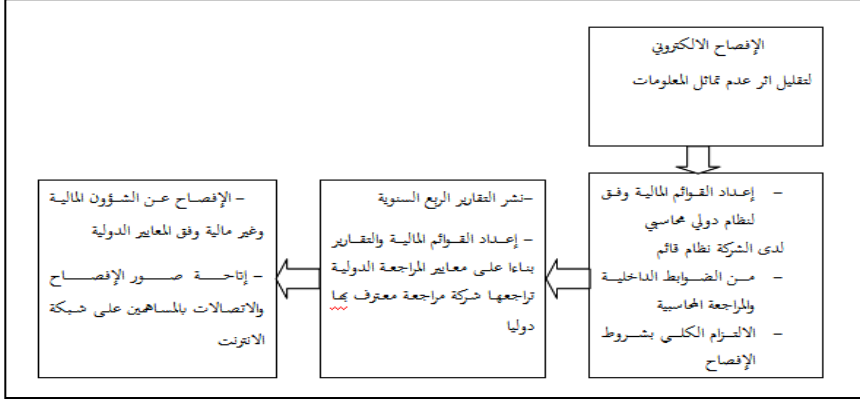 الإفصاح الالكتروني
لتقليل اثر عدم تماثل المعلومات
– إعداد القوائم المالية وفق
لنظام دولي محاسبي
لدى الشركة نظام قائم
– من الضوابط الداخلية
والمراجعة المحاسبية
– الالتزام الكلي بشروط
الإفصاح
–نشر التقارير الربع السنوية
– إعداد القوائم المالية والتقارير
بناءا على معايير المراجعة الدولية
تراجعها شركة مراجعة معترف بها
دوليا
– الإفصاح عن الشؤون المالية
وغير مالية وفق المعايير الدولية
– إتاحة صور الإفصاح
والاتصالات بالمساهمين على شبكة
الانترنت